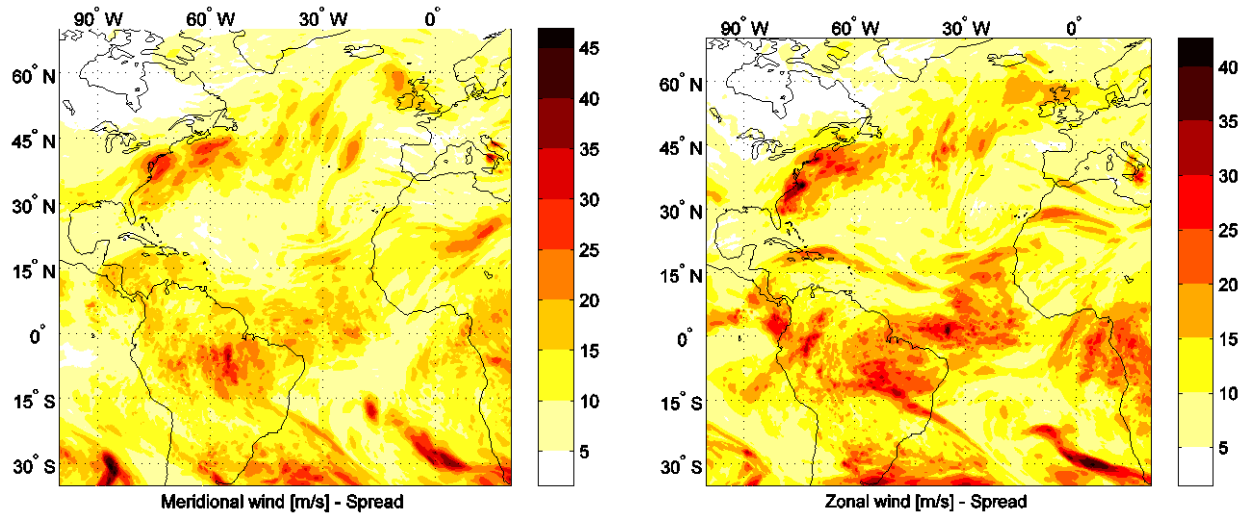 90° W 60° W 30° W 0°
60° N
45° N
30° N
15° N
0°
15° S
30° S
45
40
35
30
25
20
15
10
5
Meridional wind [m/s] - Spread
90° W 60° W 30° W 0°
60° N
45° N
30° N
15° N
0°
15° S
30° S
40
35
30
25
20
15
10
5
Zonal wind [m/s] - Spread